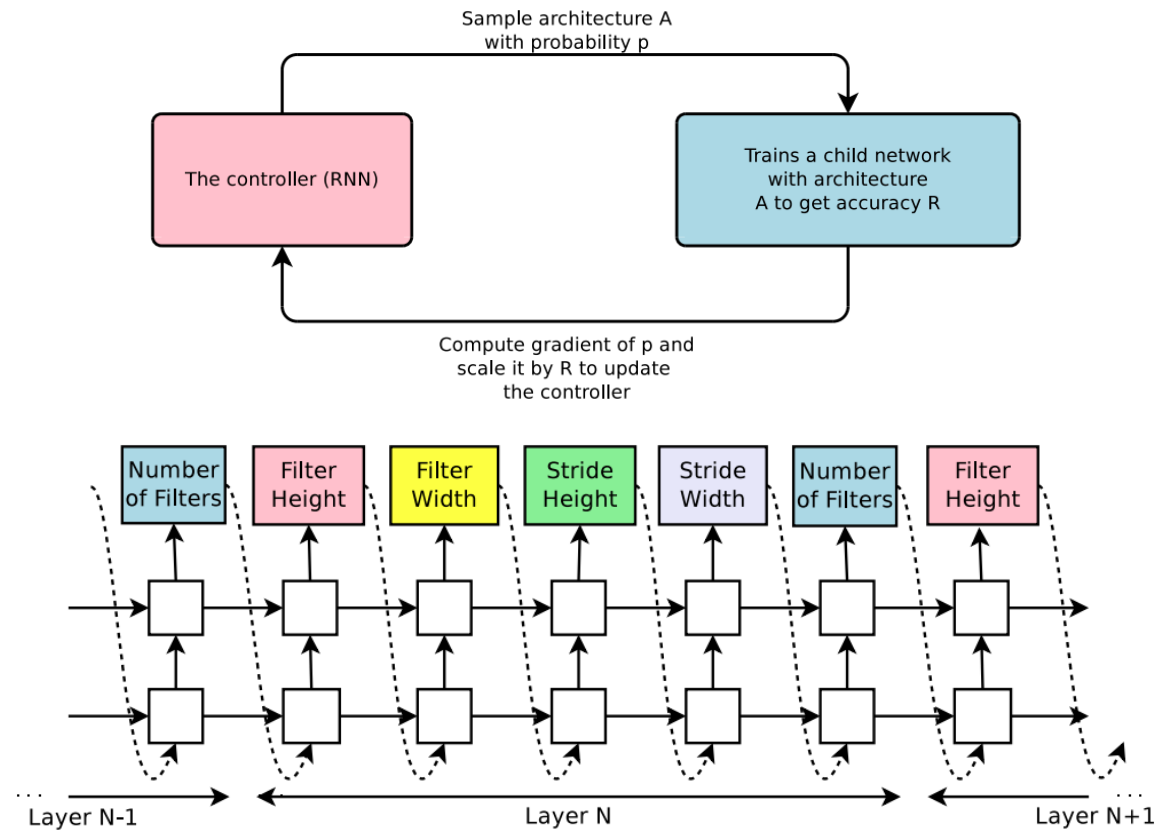 Sample architecture A
with probability p
The controller (RNN)
Trains a child network
with architecture
A to get accuracy R
Compute gradient of p and
scale it by R to update
the controller
Number
of Filters
Filter
Height
Filter
Width
Stride
Height
Stride
Width
Number
of Filters
Filter
Height
...
Layer N-1
Layer N
...
Layer N+1